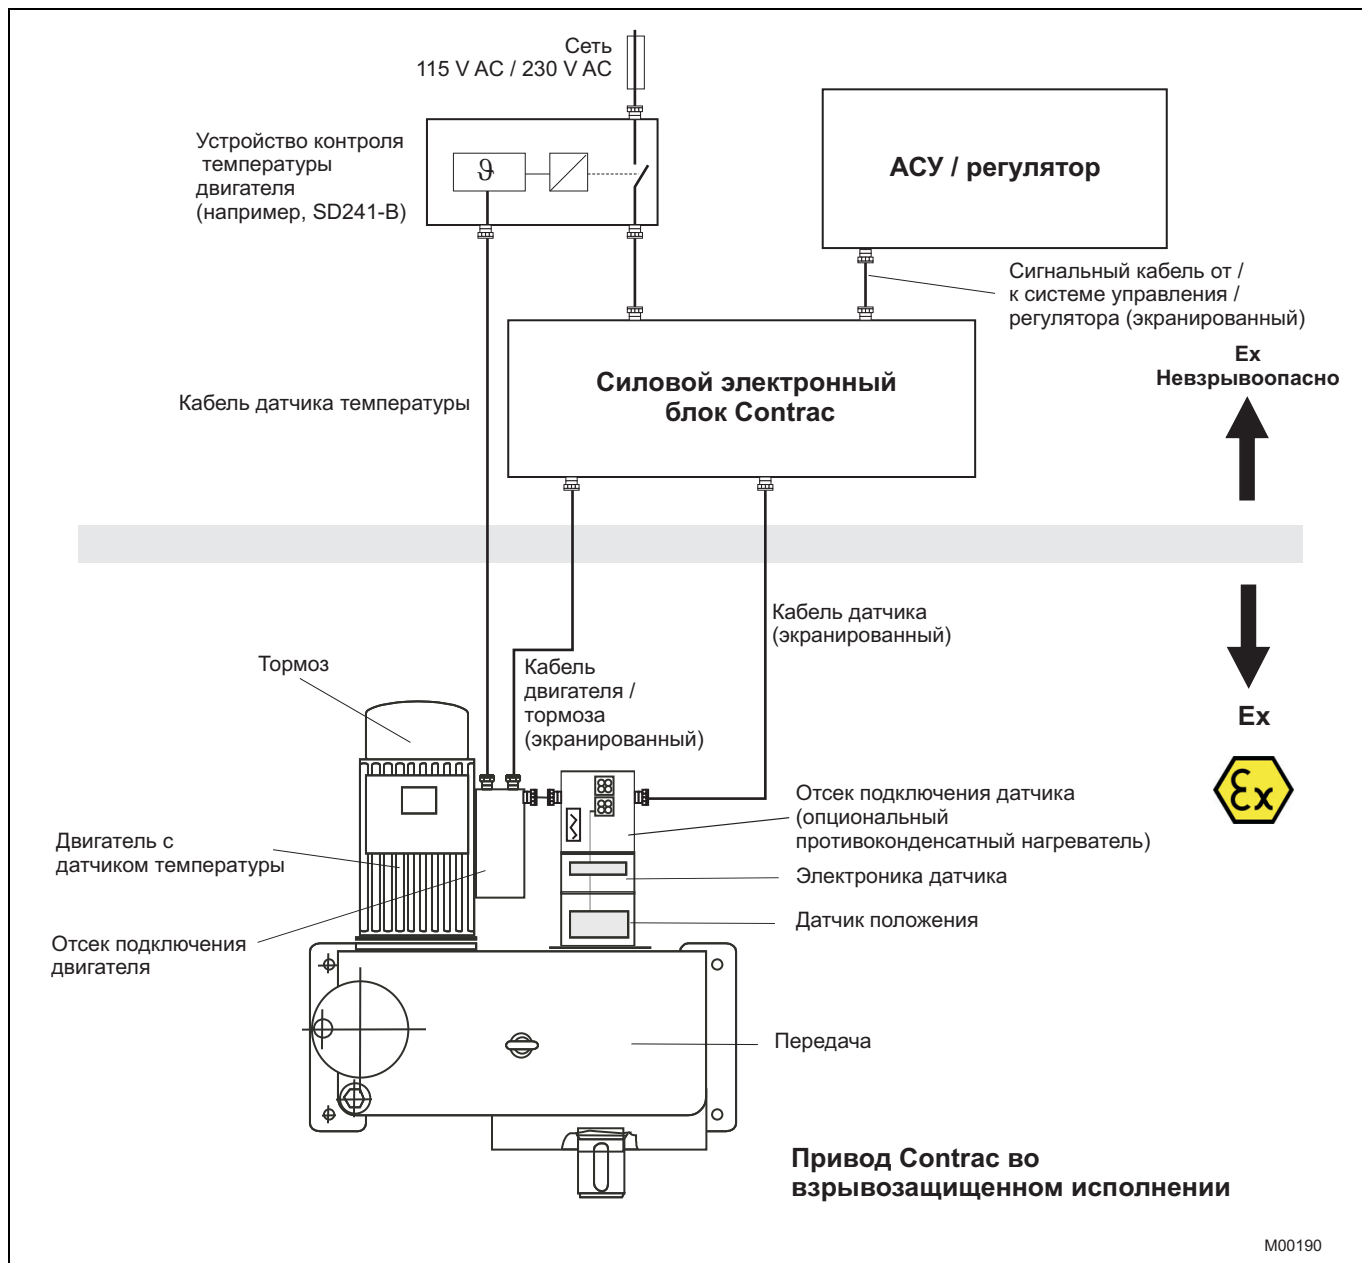 Сеть
115 V AC / 230 V AC
Устройство контроля
температуры
двигателя
(например, SD241-B)
ϑ
АСУ / регулятор
Сигнальный кабель от /
к системе управления /
регулятора (экранированный)
Ex
Невзрывоопасно
Силовой электронный
блок Contrac
Кабель датчика температуры
Кабель датчика
(экранированный)
Тормоз
Кабель
двигателя /
тормоза
(экранированный)
Ex
Ex
Отсек подключения датчика
(опциональный
противоконденсатный нагреватель)
Двигатель с
датчиком температуры
Электроника датчика
Датчик положения
Отсек подключения
двигателя
Передача
Привод Contrac во
взрывозащищенном исполнении
M00190